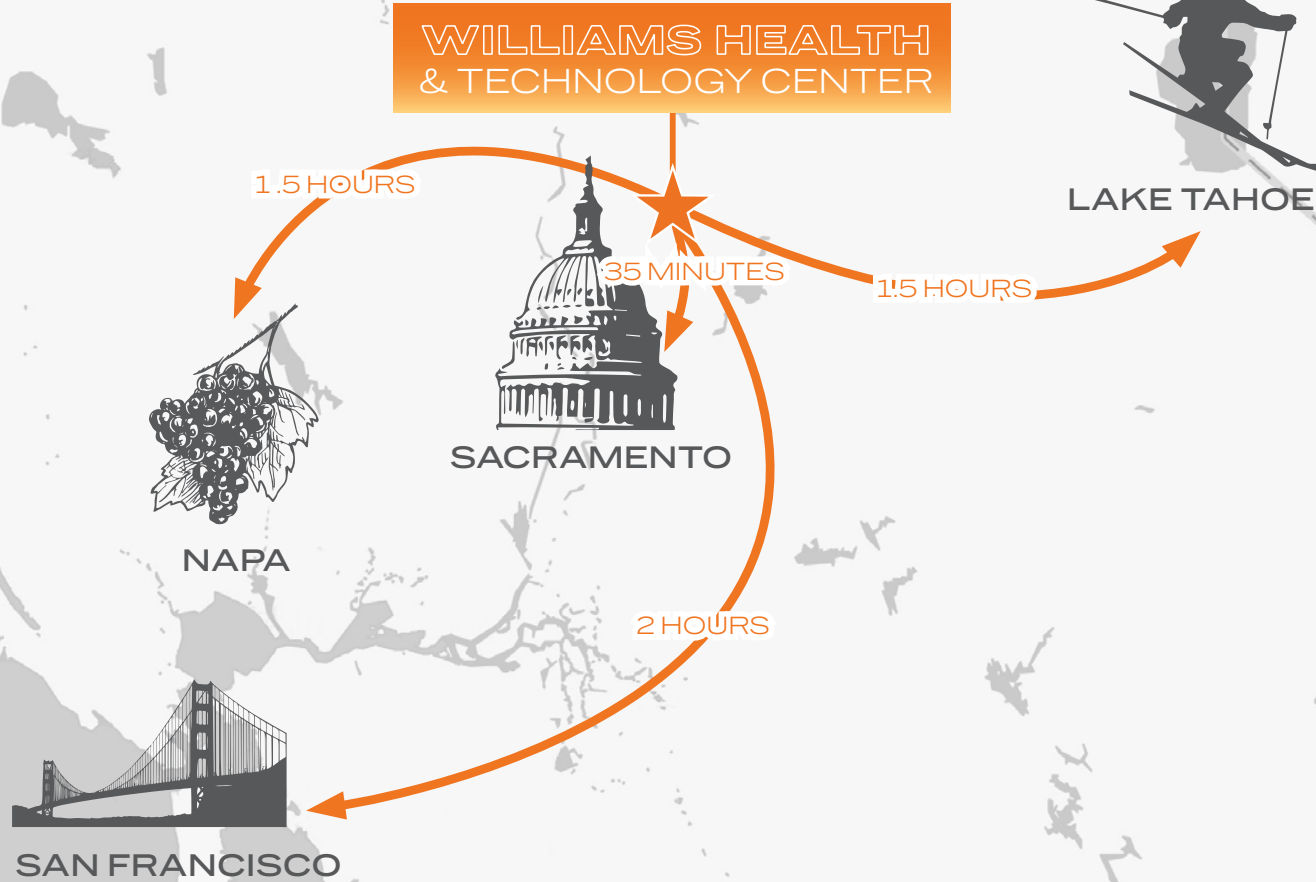 WILLIAMS HEALTH
& TECHNOLOGY CENTER
1.5 HOURS
LAKE TAHOE
35 MINUTES
1.5 HOURS
SACRAMENTO
NAPA
2 HOURS
SAN FRANCISCO